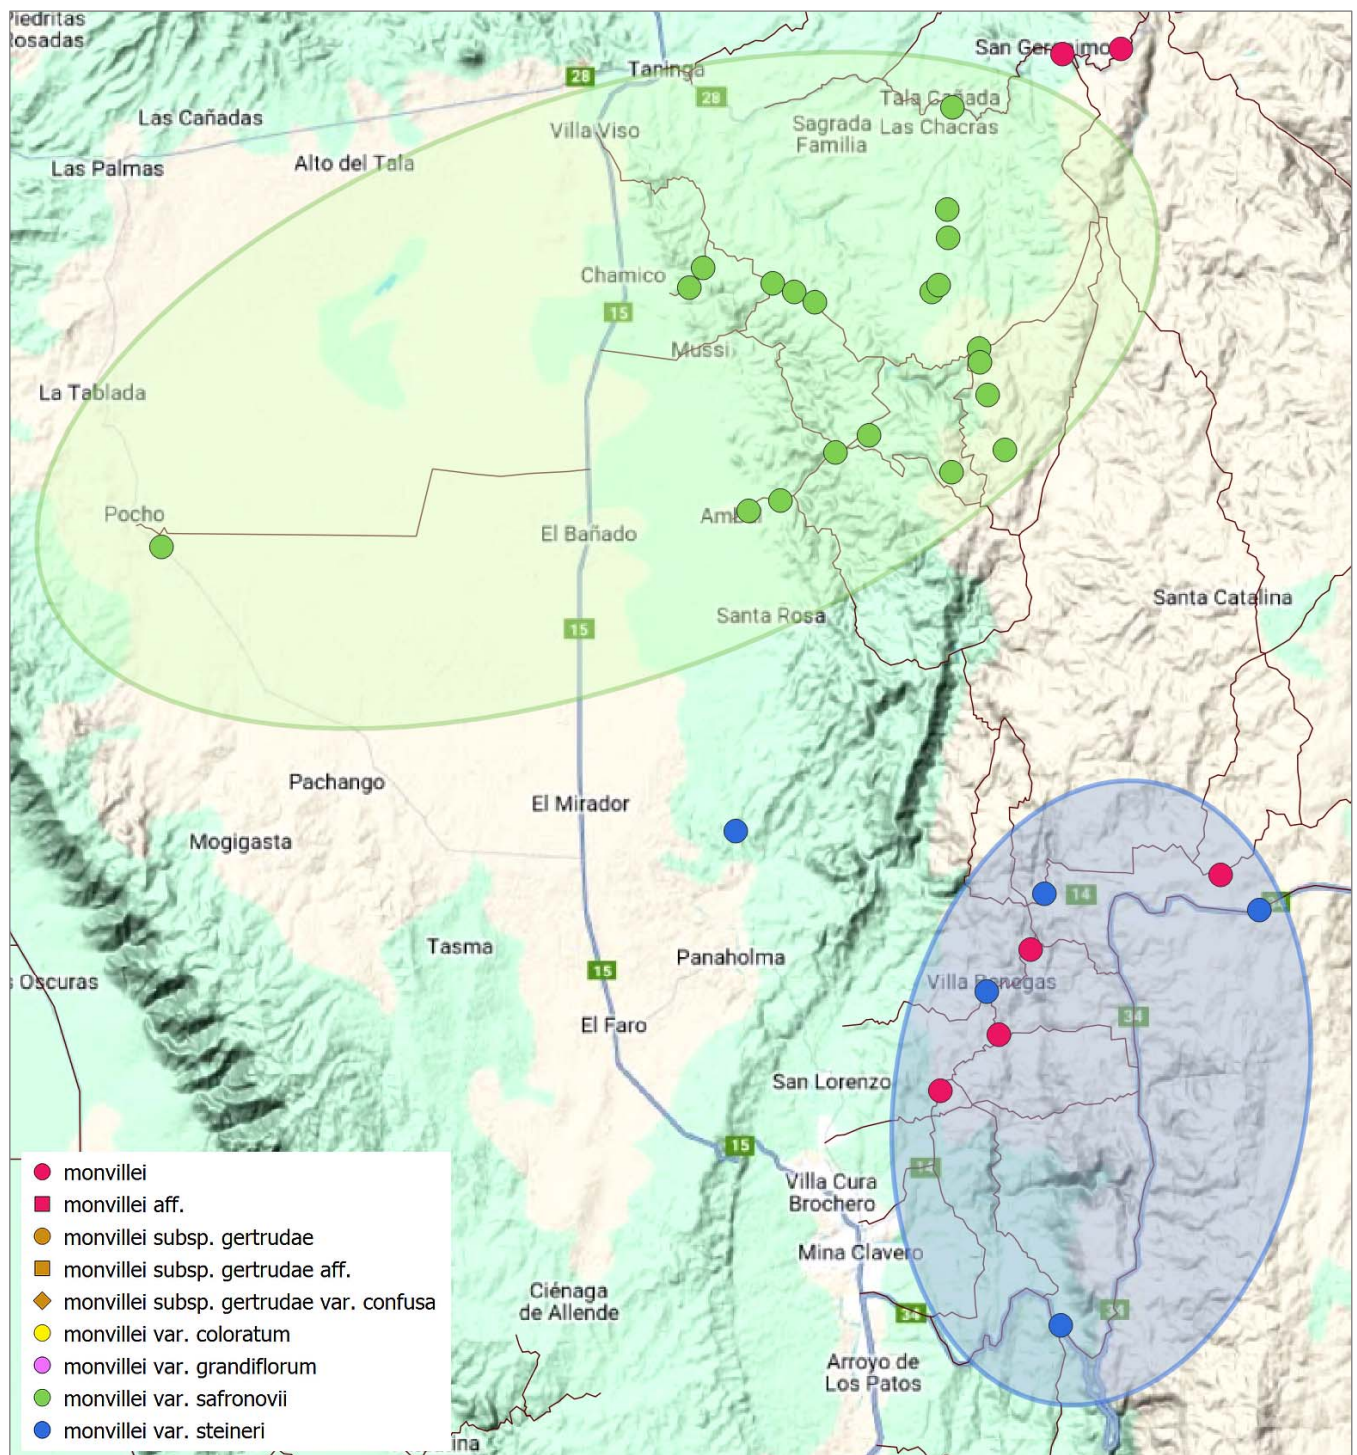 Piedritas
Rosadas
San Geronimo
Taninga
28
28
Tala Cañada
Las Cañadas
Villa Viso
Sagrada
Familia
Las Chacras
Las Palmas
Alto del Tala
Chamico
15
Mussi
La Tablada
Pocho
El Bañado
Santa Rosa
15
Santa Catalina
Pachango
El Mirador
Mogigasta
14
Tasma
Panaholma
15
Villa Benegas
s Oscuras
34
El Faro
San Lorenzo
15
Villa Cura
Brochero
Mina Clavero
Ciénaga
de Allende
34
34
Arroyo de
Los Patos
monvillei
monvillei aff.
monvillei subsp. gertrudae
monvillei subsp. gertrudae aff.
monvillei subsp. gertrudae var. confusa
monvillei var. coloratum
monvillei var. grandiflorum
monvillei var. safronovii
monvillei var. steineri
ina